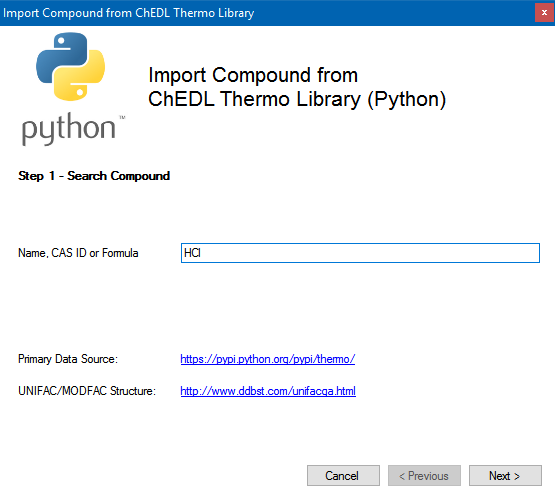 Import Compound from ChEDL Thermo Library
x
python™
Import Compound from
ChEDL Thermo Library (Python)
Step 1 - Search Compound
Name, CAS ID or Formula
HCl
Primary Data Source:
https://pypi.python.org/pypi/thermo/
UNIFAC/MODFAC Structure:
http://www.ddbst.com/unifacga.html
Cancel
< Previous
Next >